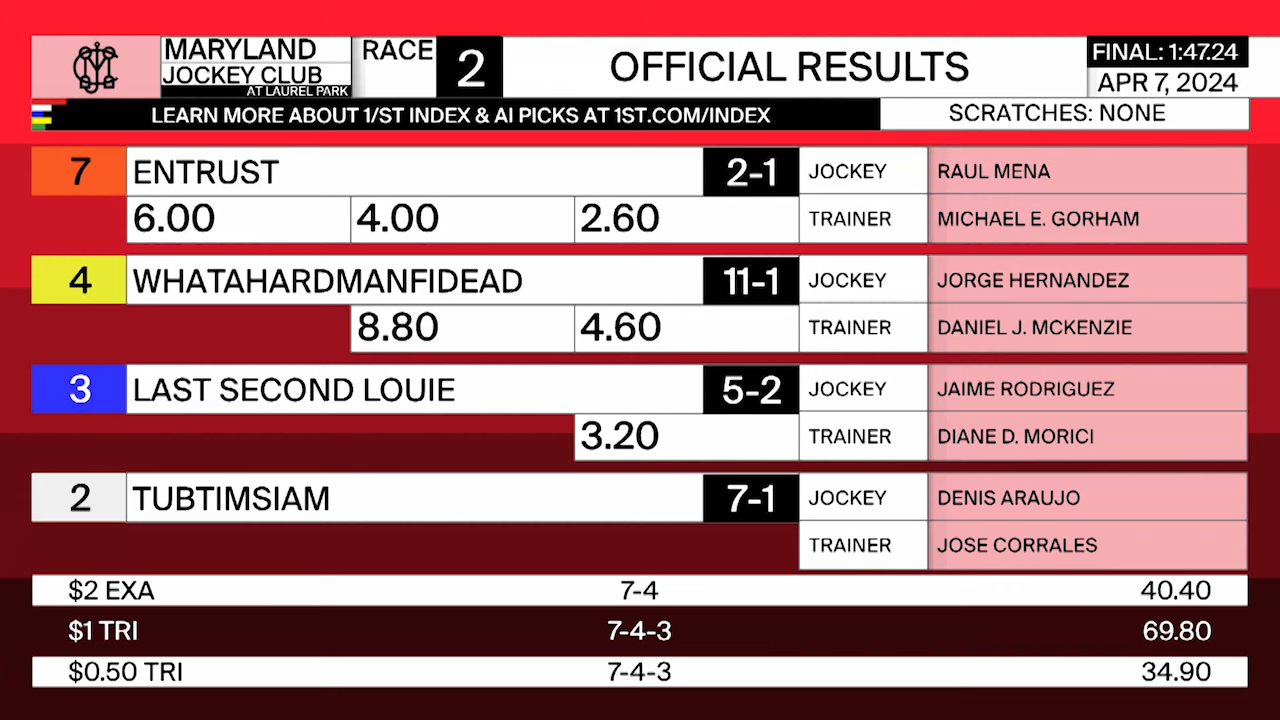 MARYLAND
JOCKEY CLUB
AT LAUREL PARK
RACE 2
OFFICIAL RESULTS
FINAL: 1:47.24
APR 7, 2024
LEARN MORE ABOUT 1/ST INDEX & AI PICKS AT 1ST.COM/INDEX
SCRATCHES: NONE
7 ENTRUST 2-1 JOCKEY RAUL MENA
6.00 4.00 2.60 TRAINER MICHAEL E. GORHAM
4 WHATAHARDMANFIDEAD 11-1 JOCKEY JORGE HERNANDEZ
8.80 4.60 TRAINER DANIEL J. MCKENZIE
3 LAST SECOND LOUIE 5-2 JOCKEY JAIME RODRIGUEZ
3.20 TRAINER DIANE D. MORICI
2 TUBTIMSIAM 7-1 JOCKEY DENIS ARAUJO
TRAINER JOSE CORRALES
$2 EXA 7-4 40.40
$1 TRI 7-4-3 69.80
$0.50 TRI 7-4-3 34.90